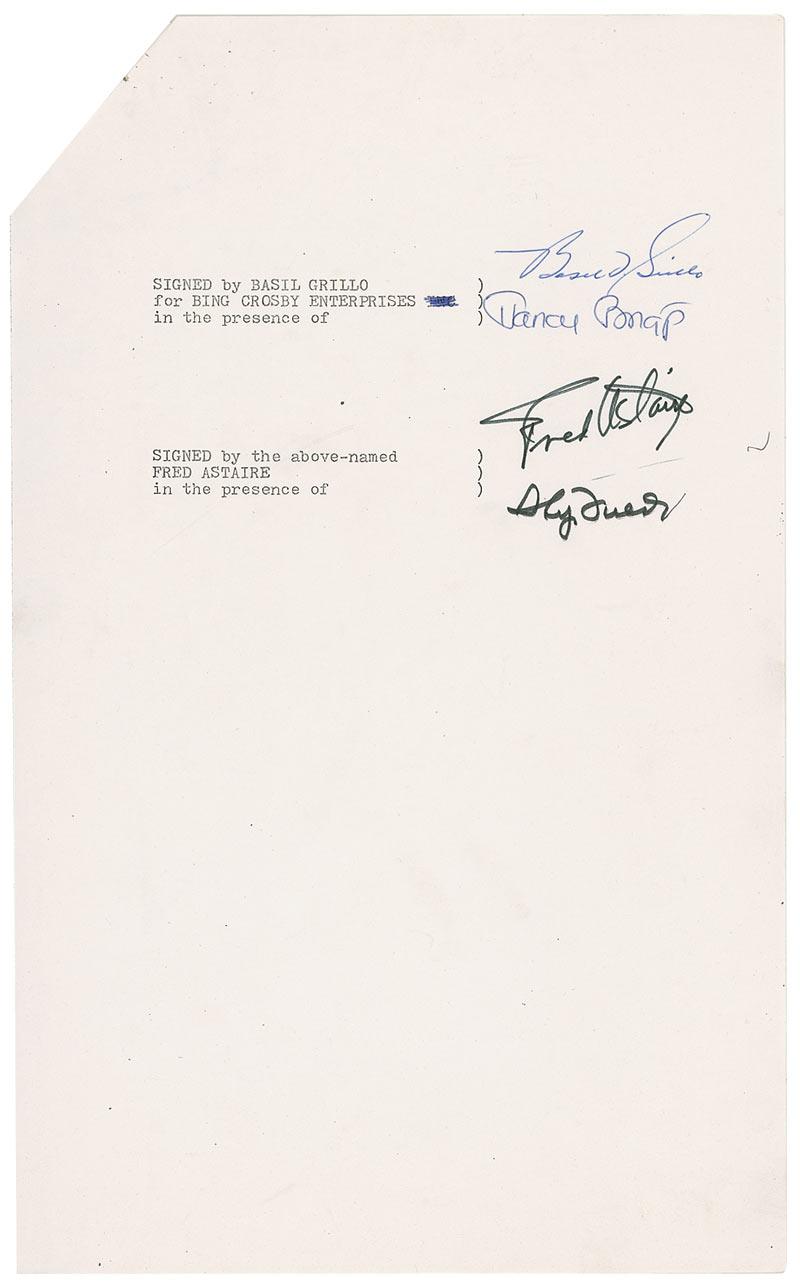 SIGNED by BASIL GRILLO )
for BING CROSBY ENTERPRISES )
in the presence of )
Basil Grillo
Nancy
SIGNED by the above-named )
FRED ASTAIRE )
in the presence of )
Fred Astaire